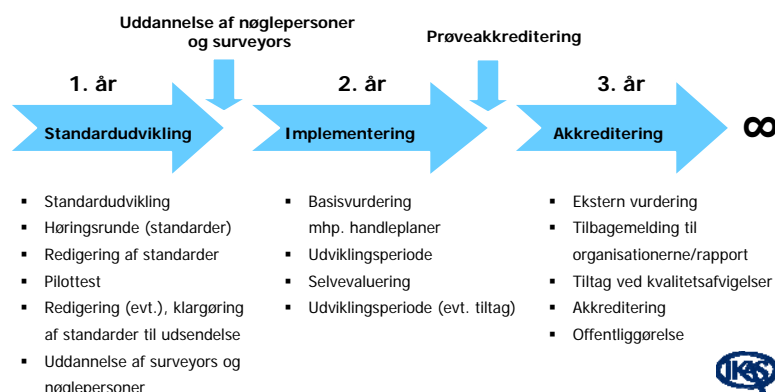 Uddannelse af nøglepersoner
og surveyors
Prøveakkreditering
1. år
2. år
3. år
Standardudvikling
Implementering
Akkreditering
∞
▪ Standardudvikling
▪ Høringsrunde (standarder)
▪ Redigering af standarder
▪ Pilottest
▪ Redigering (evt.), klargøring
af standarder til udsendelse
▪ Uddannelse af surveyors og
nøglepersoner
▪ Basisvurdering
mhp. handleplaner
▪ Udviklingsperiode
▪ Selvevaluering
▪ Udviklingsperiode (evt. tiltag)
▪ Ekstern vurdering
▪ Tilbagemelding til
organisationerne/rapport
▪ Tiltag ved kvalitetsafvigelser
▪ Akkreditering
▪ Offentliggørelse
IKAS